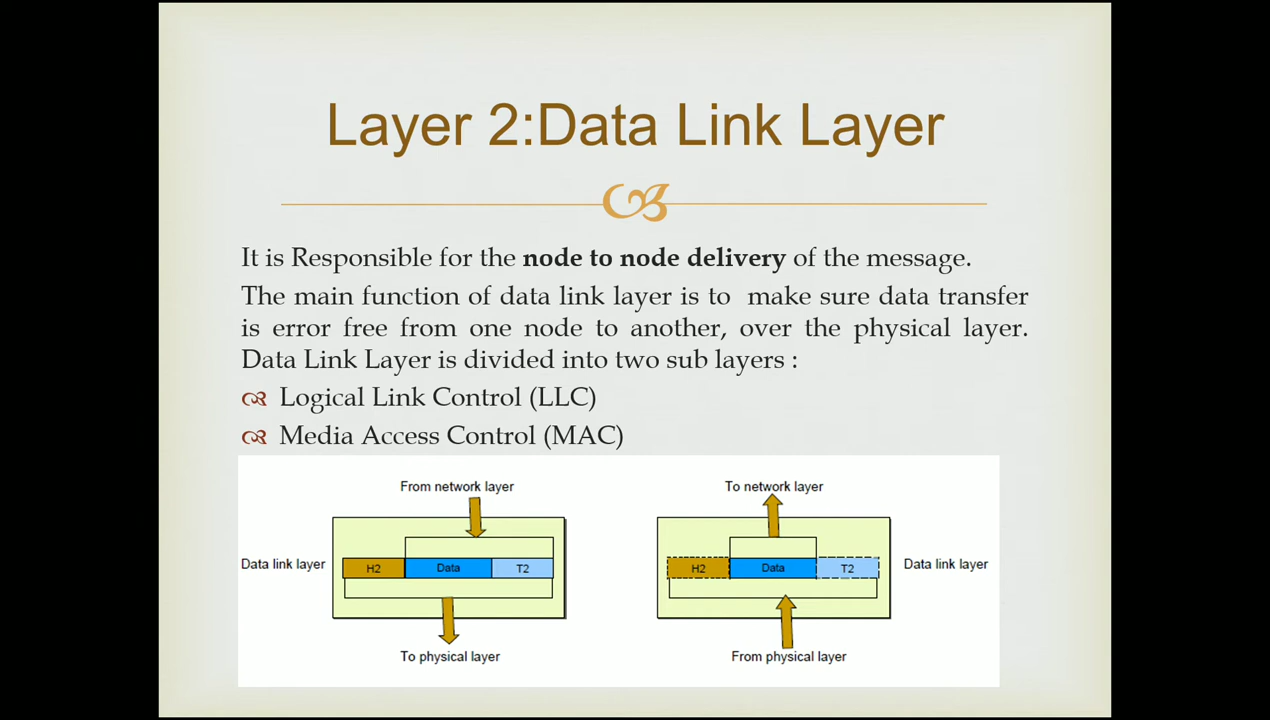 Layer 2:Data Link Layer
It is Responsible for the node to node delivery of the message.
The main function of data link layer is to make sure data transfer
is error free from one node to another, over the physical layer.
Data Link Layer is divided into two sub layers :
Logical Link Control (LLC)
Media Access Control (MAC)
From network layer
To network layer
Data link layer
H2
Data
T2
H2
Data
T2
Data link layer
To physical layer
From physical layer